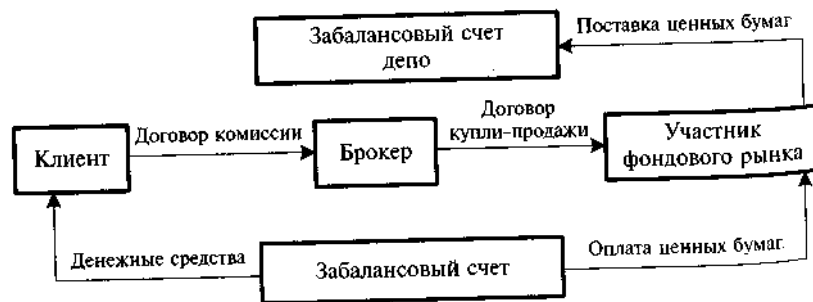 Забалансовый счет
депо
Поставка ценных бумаг
Клиент
Договор комиссии
Брокер
Договор
купли-продажи
Участник
фондового рынка
Денежные средства
Забалансовый счет
Оплата ценных бумаг